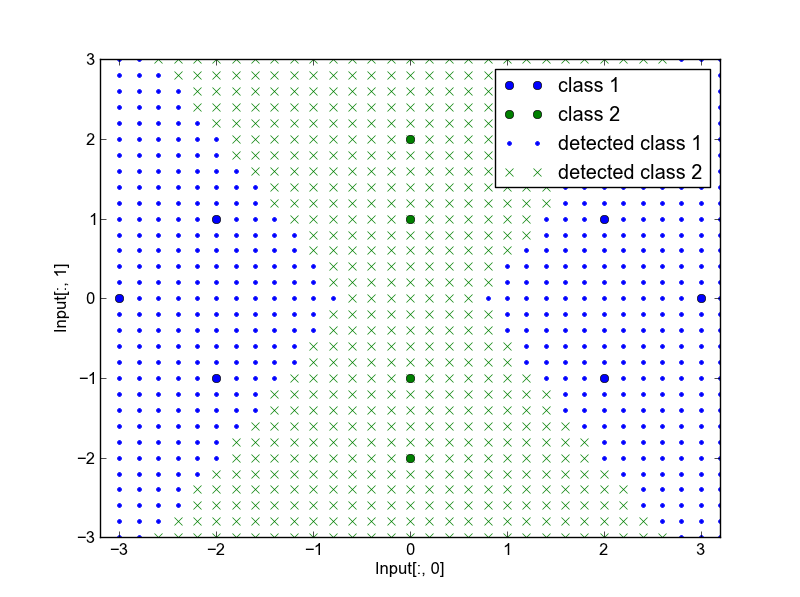 3
2
1
0
−1
−2
−3
Input[:, 1]
class 1
class 2
detected class 1
detected class 2
−3 −2 −1 0 1 2 3
Input[:, 0]